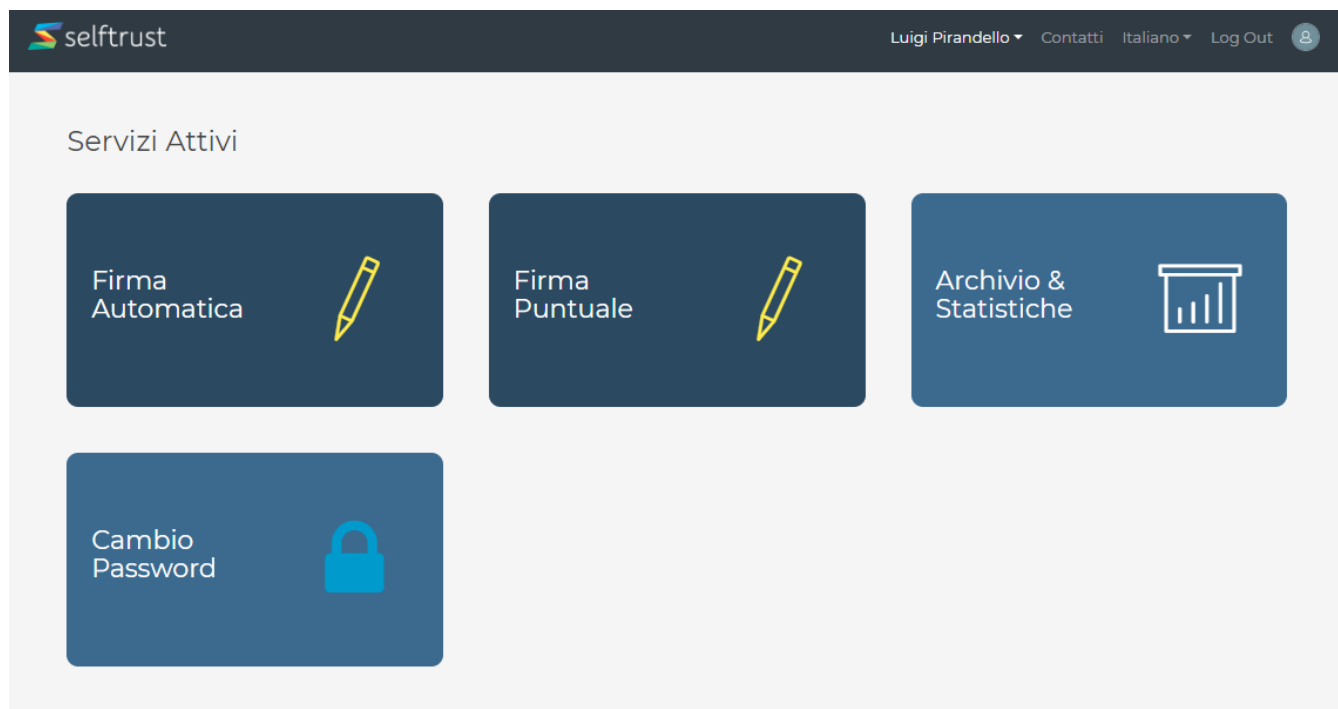 selftrust
Luigi Pirandello Contatti Italiano Log Out
Servizi Attivi
Firma
Automatica
Firma
Puntuale
Archivio &
Statistiche
Cambio
Password